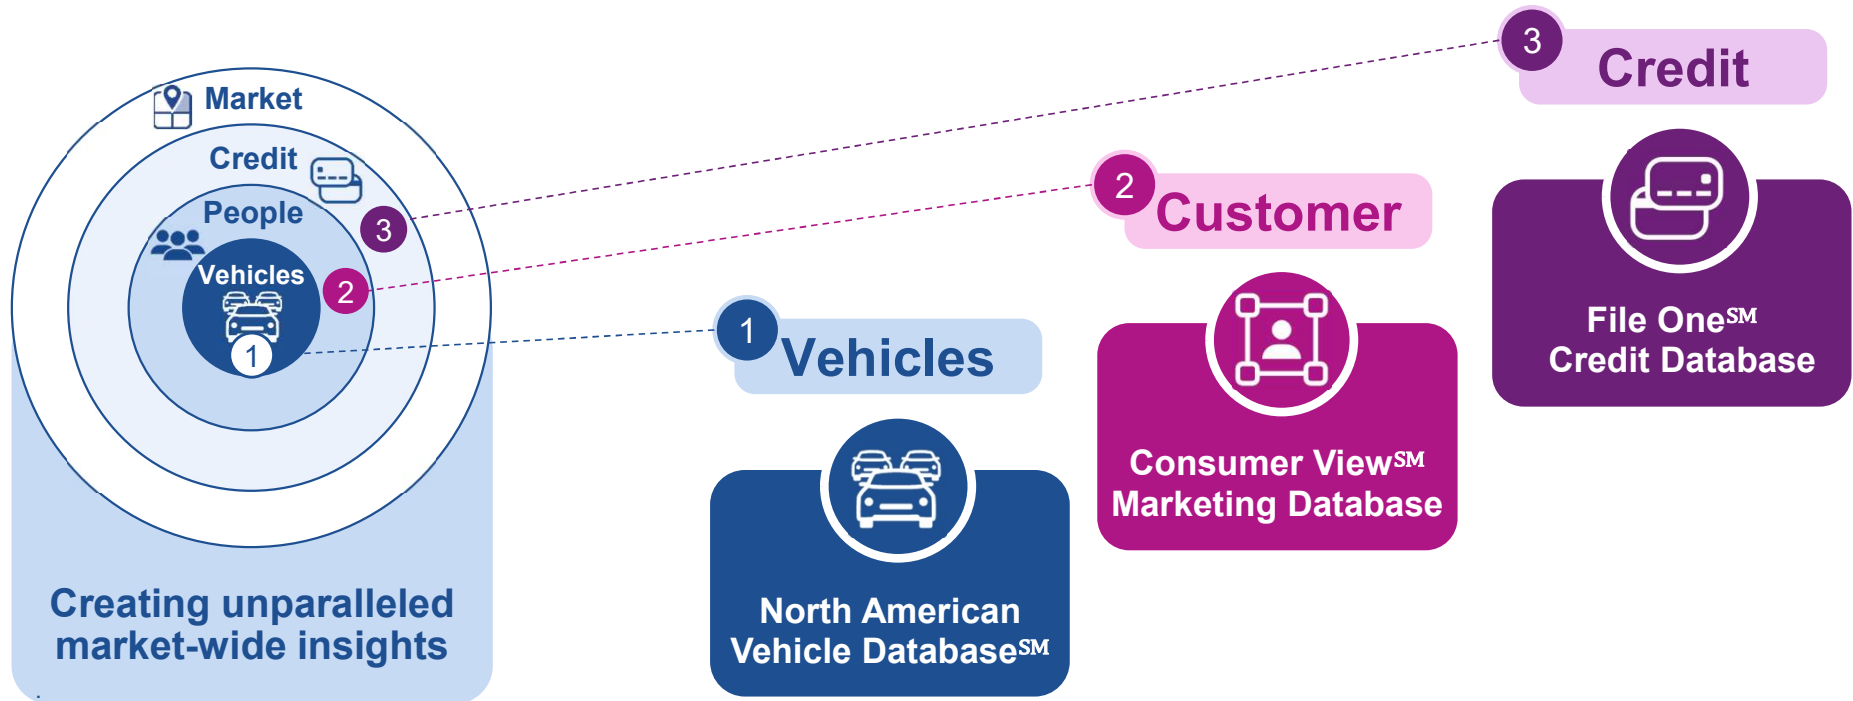 Market
Credit
3
People
Vehicles
2
1
Creating unparalleled
market-wide insights
1
Vehicles
North American
Vehicle Database℠
2
Customer
Consumer View℠
Marketing Database
3
Credit
File One℠
Credit Database